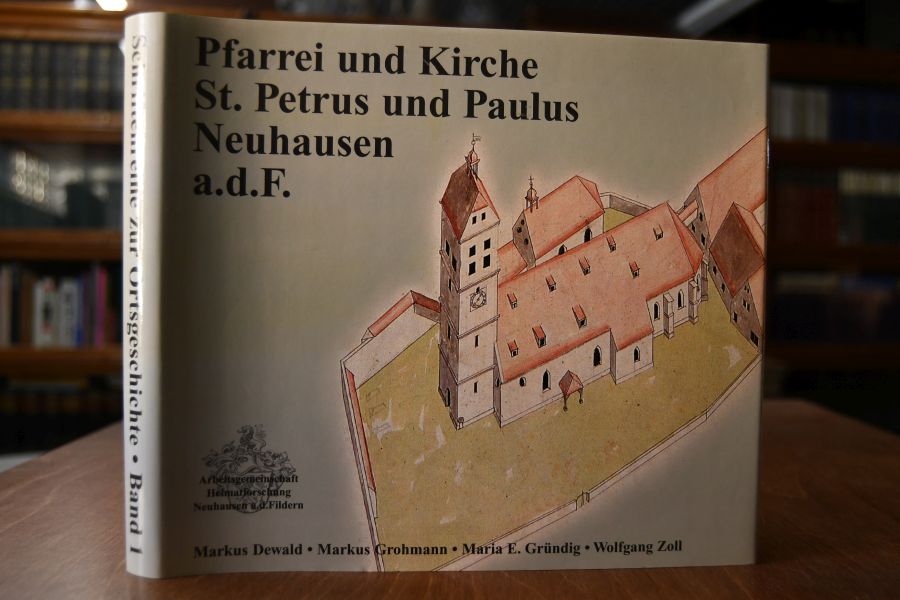 Pfarrei und Kirche
St. Petrus und Paulus
Neuhausen
a.d.F.
Arbeitsgemeinschaft
Heimatforschung
Neuhausen a.d.Fildern
Markus Dewald • Markus Grohmann • Maria E. Gründig • Wolfgang Zoll
Schriftenreihe zur Ortsgeschichte • Band 1